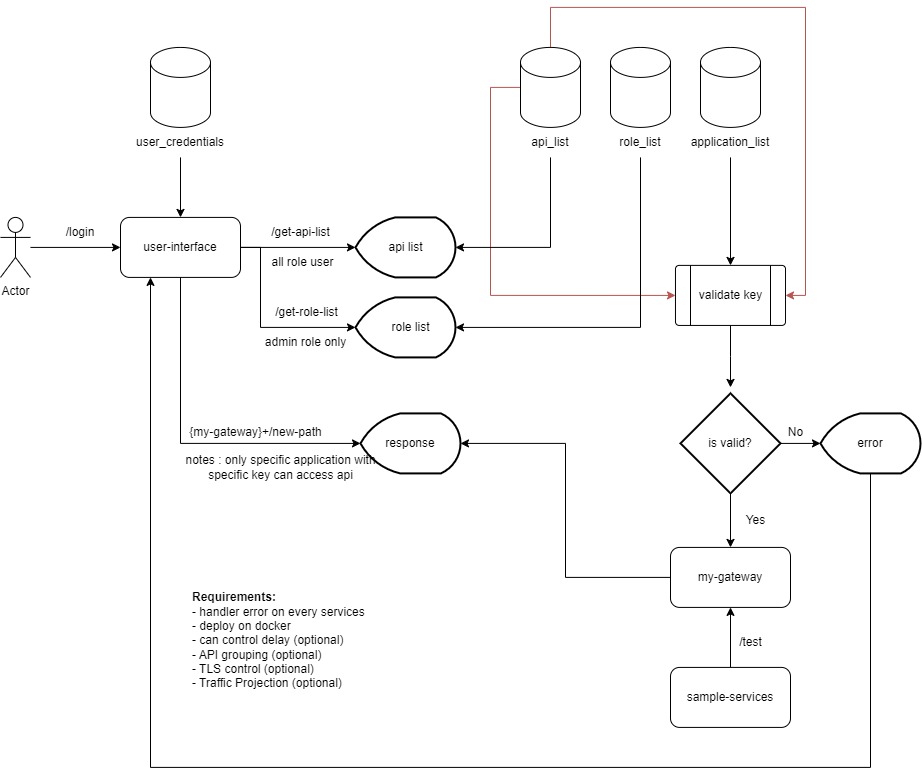 user_credentials
api_list
role_list
application_list
/login
user-interface
/get-api-list
api list
all role user
Actor
validate key
/get-role-list
role list
admin role only
{my-gateway}+/new-path
response
is valid?
No
error
notes : only specific application with
specific key can access api
Yes
my-gateway
Requirements:
- handler error on every services
- deploy on docker
- can control delay (optional)
- API grouping (optional)
- TLS control (optional)
- Traffic Projection (optional)
/test
sample-services